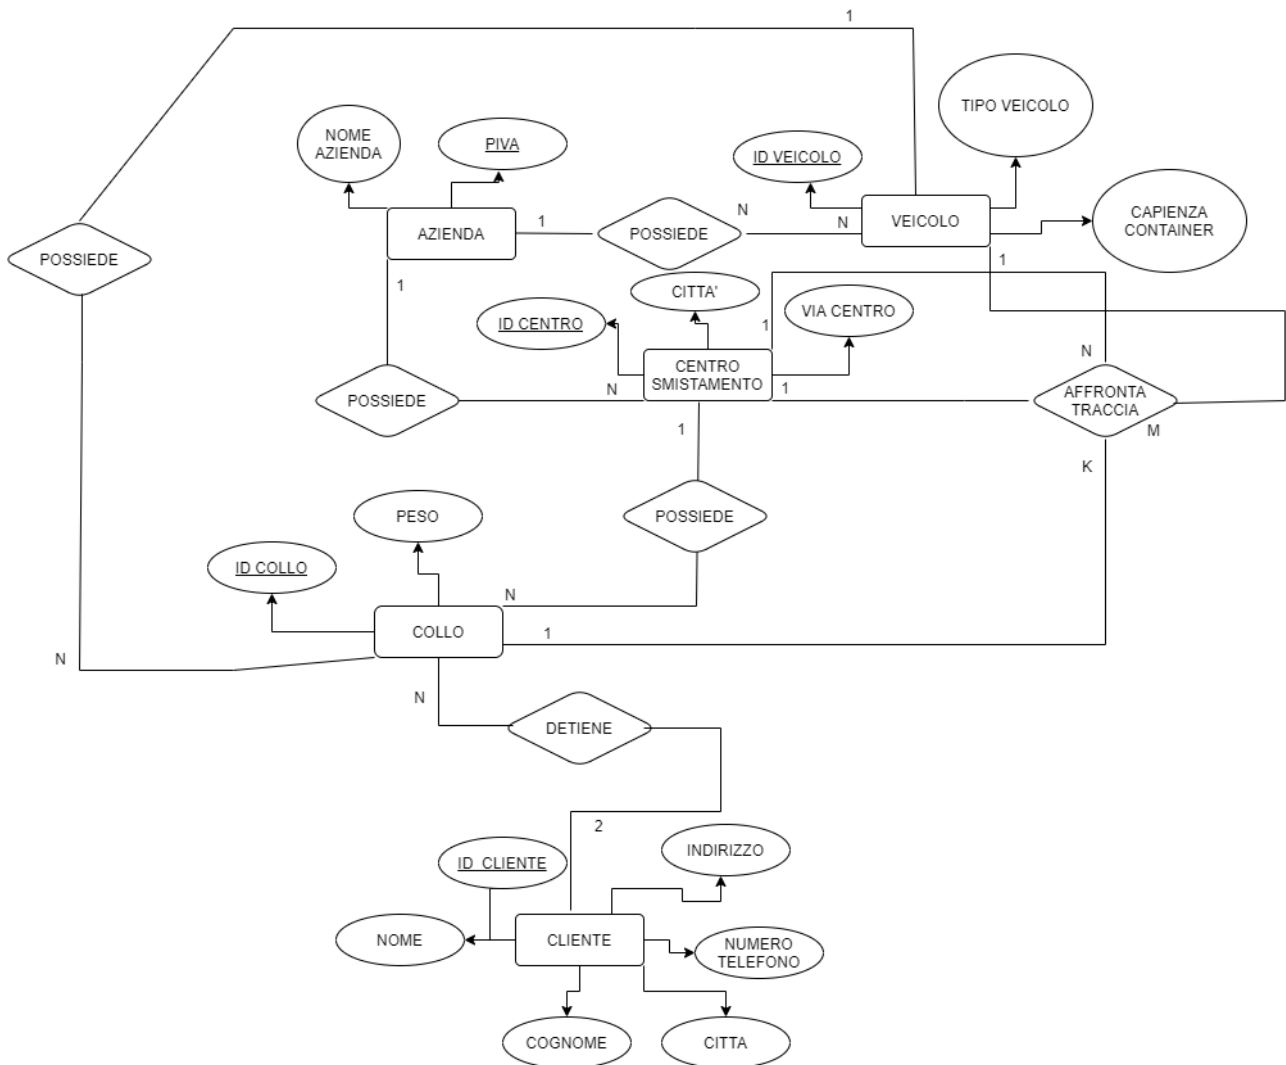 1
TIPO VEICOLO
NOME
AZIENDA
PIVA
ID VEICOLO
CAPIENZA
CONTAINER
N
1
N
AZIENDA
POSSIEDE
VEICOLO
POSSIEDE
1
1
CITTA'
VIA CENTRO
ID CENTRO
1
N
CENTRO
SMISTAMENTO
N
1
POSSIEDE
AFFRONTA
TRACCIA
1
M
K
PESO
POSSIEDE
ID COLLO
N
COLLO
1
N
N
DETIENE
2
INDIRIZZO
ID_CLIENTE
NOME
CLIENTE
NUMERO
TELEFONO
COGNOME
CITTA